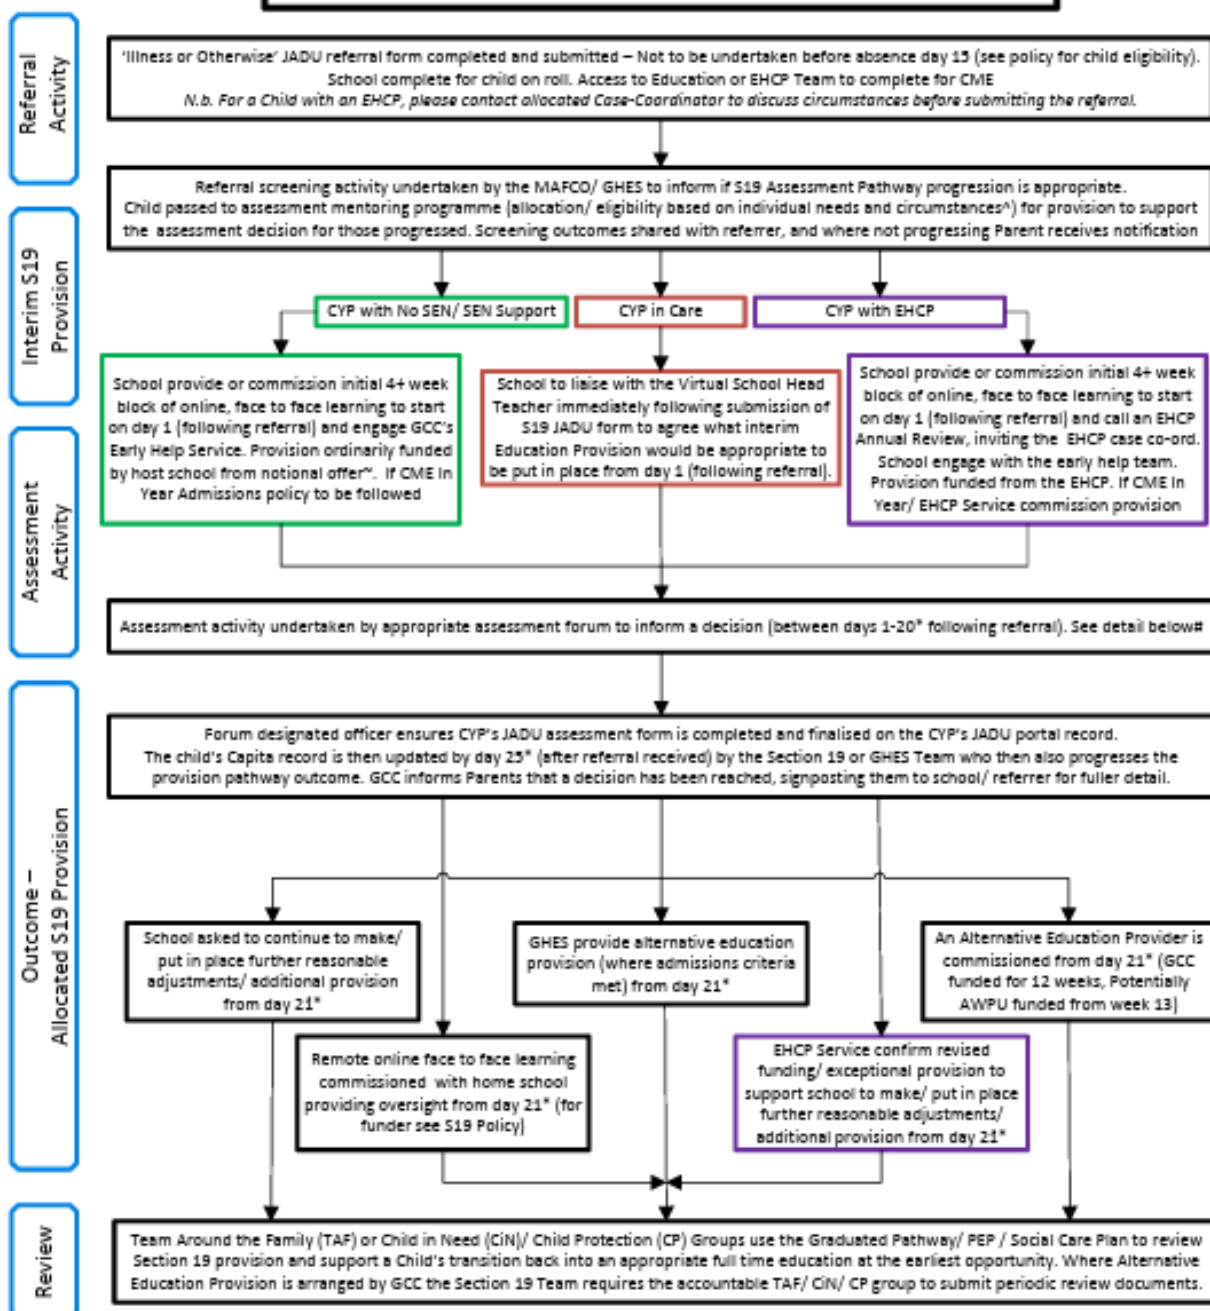 Referral
Activity
'Illness or Otherwise' JADU referral form completed and submitted – Not to be undertaken before absence day 15 (see policy for child eligibility).
School complete for child on roll. Access to Education or EHCP Team to complete for CME
N.b. For a Child with an EHCP, please contact allocated Case-Coordinator to discuss circumstances before submitting the referral.
Interim S19
Provision
Referral screening activity undertaken by the MAFCO/ GHES to inform if S19 Assessment Pathway progression is appropriate.
Child passed to assessment mentoring programme (allocation/ eligibility based on individual needs and circumstances^) for provision to support
the assessment decision for those progressed. Screening outcomes shared with referrer, and where not progressing Parent receives notification
CYP with No SEN/ SEN Support
CYP in Care
CYP with EHCP
School provide or commission initial 4+ week
block of online, face to face learning to start
on day 1 (following referral) and engage GCC's
Early Help Service. Provision ordinarily funded
by host school from notional offer~. If CME In
Year Admissions policy to be followed
School to liaise with the Virtual School Head
Teacher immediately following submission of
S19 JADU form to agree what interim
Education Provision would be appropriate to
be put in place from day 1 (following referral).
School provide or commission initial 4+ week
block of online, face to face learning to start
on day 1 (following referral) and call an EHCP
Annual Review, inviting the EHCP case co-ord.
School engage with the early help team.
Provision funded from the EHCP. If CME In
Year/ EHCP Service commission provision
Assessment
Activity
Assessment activity undertaken by appropriate assessment forum to inform a decision (between days 1-20* following referral). See detail below#
Outcome –
Allocated S19 Provision
Forum designated officer ensures CYP's JADU assessment form is completed and finalised on the CYP's JADU portal record.
The child's Capita record is then updated by day 25* (after referral received) by the Section 19 or GHES Team who then also progresses the
provision pathway outcome. GCC informs Parents that a decision has been reached, signposting them to school/ referrer for fuller detail.
School asked to continue to make/
put in place further reasonable
adjustments/ additional provision
from day 21*
GHES provide alternative education
provision (where admissions criteria
met) from day 21*
An Alternative Education Provider is
commissioned from day 21* (GCC
funded for 12 weeks, Potentially
AWPU funded from week 13)
Remote online face to face learning
commissioned with home school
providing oversight from day 21* (for
funder see S19 Policy)
EHCP Service confirm revised
funding/ exceptional provision to
support school to make/ put in place
further reasonable adjustments/
additional provision from day 21*
Review
Team Around the Family (TAF) or Child in Need (CiN)/ Child Protection (CP) Groups use the Graduated Pathway/ PEP / Social Care Plan to review
Section 19 provision and support a Child's transition back into an appropriate full time education at the earliest opportunity. Where Alternative
Education Provision is arranged by GCC the Section 19 Team requires the accountable TAF/ CiN/ CP group to submit periodic review documents.